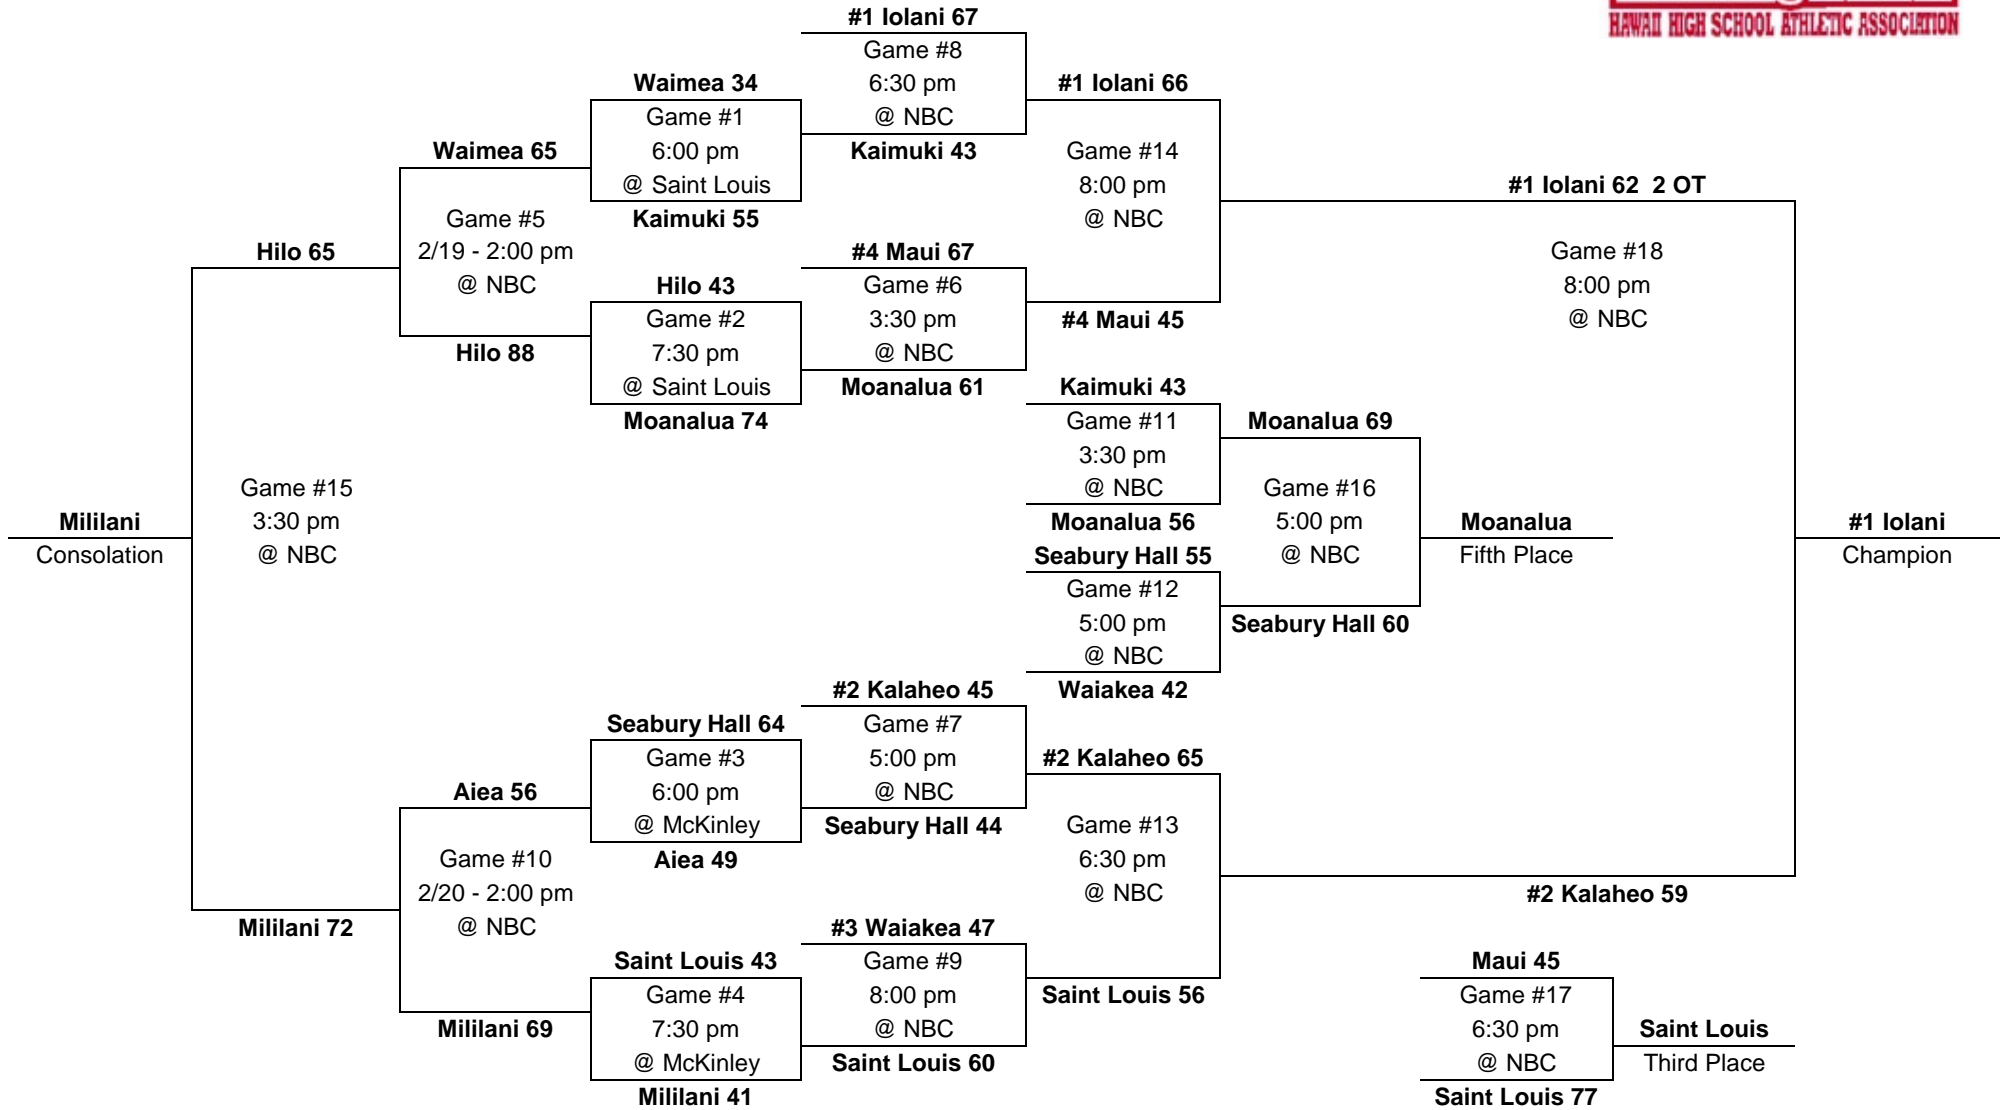 HAWAII HIGH SCHOOL ATHLETIC ASSOCIATION
#1 Iolani 67
Game #8
6:30 pm
@ NBC
Kaimuki 43
Waimea 34
Game #1
6:00 pm
@ Saint Louis
Kaimuki 55
#1 Iolani 66
Game #14
8:00 pm
@ NBC
#4 Maui 45
Waimea 65
Game #5
2/19 - 2:00 pm
@ NBC
Hilo 88
#1 Iolani 62  2 OT
Game #18
8:00 pm
@ NBC
#2 Kalaheo 59
Hilo 65
Game #15
3:30 pm
@ NBC
Mililani 72
#4 Maui 67
Game #6
3:30 pm
@ NBC
Moanalua 61
Hilo 43
Game #2
7:30 pm
@ Saint Louis
Moanalua 74
Kaimuki 43
Game #11
3:30 pm
@ NBC
Moanalua 56
Moanalua 69
Game #16
5:00 pm
@ NBC
Seabury Hall 60
Mililani
Consolation
Moanalua
Fifth Place
#1 Iolani
Champion
Seabury Hall 55
Game #12
5:00 pm
@ NBC
Waiakea 42
#2 Kalaheo 45
Game #7
5:00 pm
@ NBC
Seabury Hall 44
Seabury Hall 64
Game #3
6:00 pm
@ McKinley
Aiea 49
#2 Kalaheo 65
Game #13
6:30 pm
@ NBC
Saint Louis 56
Aiea 56
Game #10
2/20 - 2:00 pm
@ NBC
Mililani 69
#3 Waiakea 47
Game #9
8:00 pm
@ NBC
Saint Louis 60
Saint Louis 43
Game #4
7:30 pm
@ McKinley
Mililani 41
Maui 45
Game #17
6:30 pm
@ NBC
Saint Louis 77
Saint Louis
Third Place